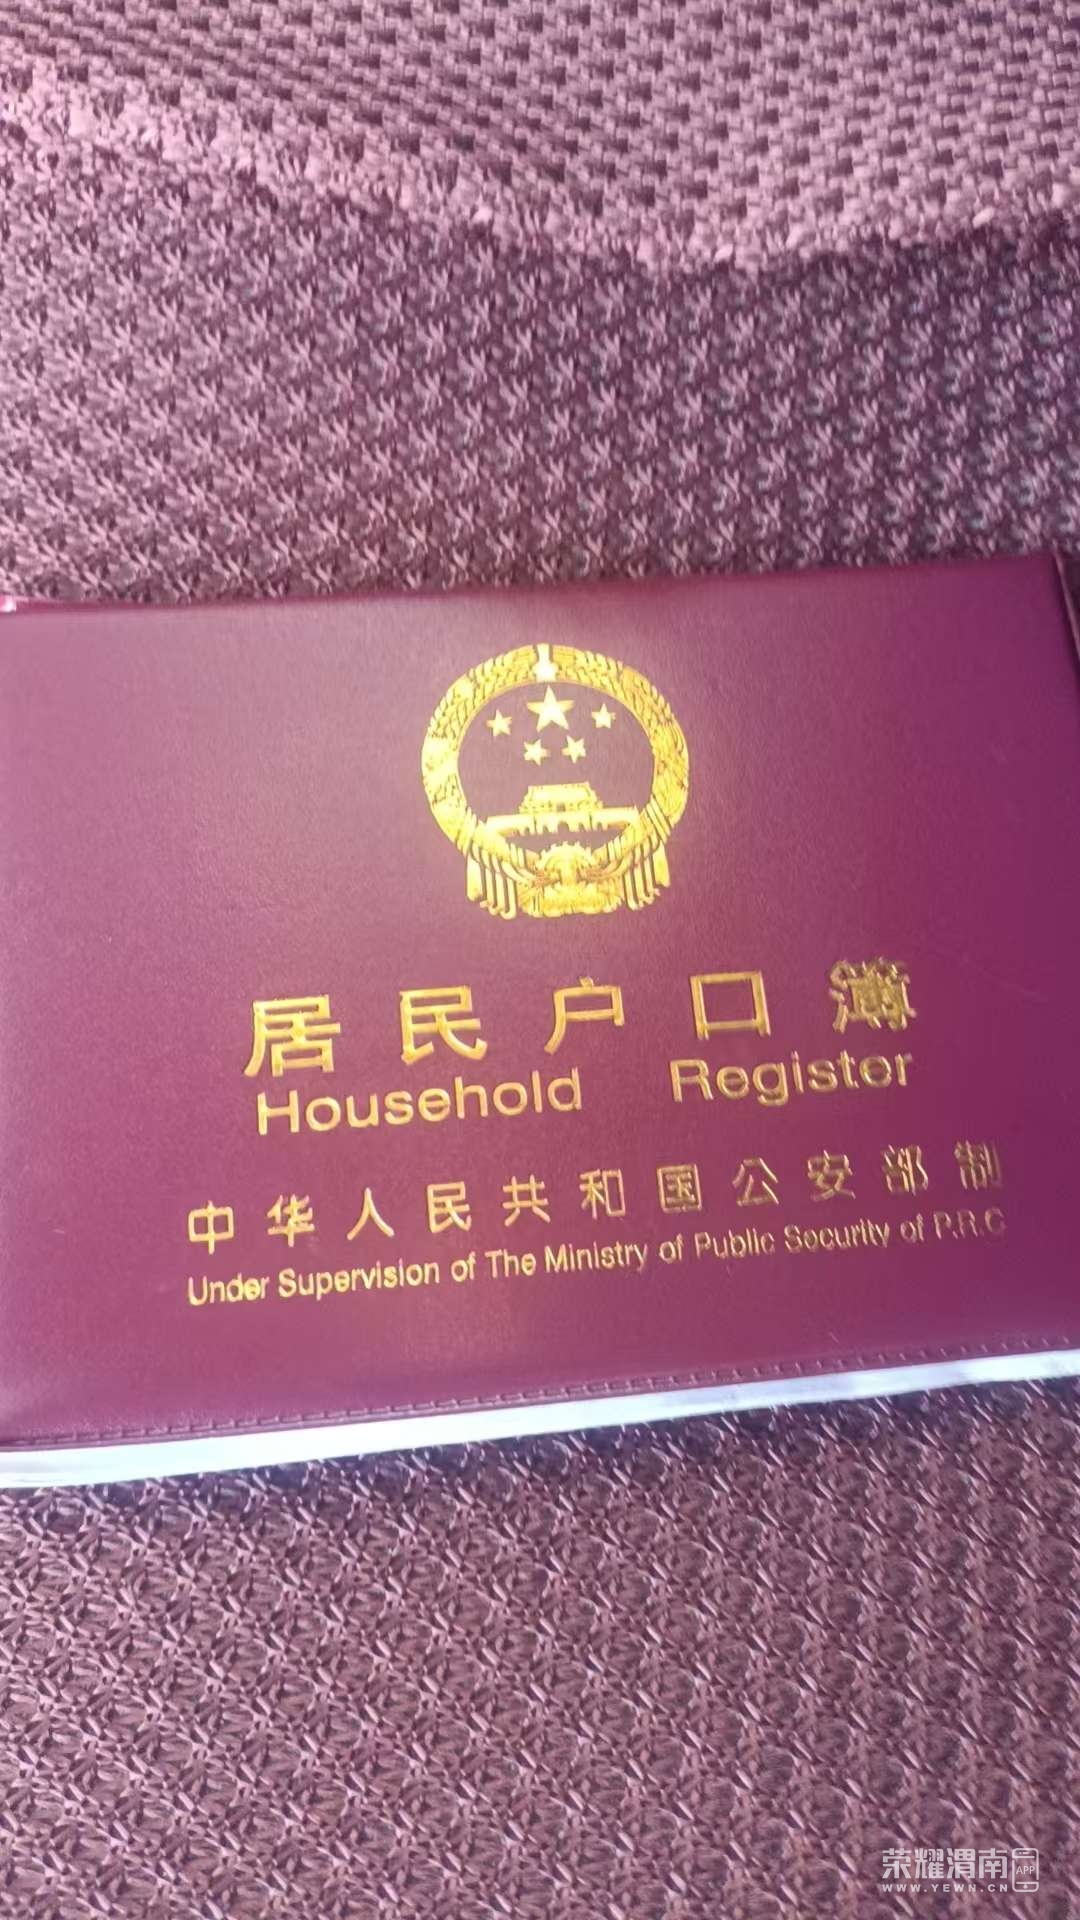 居民户口簿
Household Register
中华人民共和国公安部制
Under Supervision of The Ministry of Public Security of P.R.C
荣耀渭南
APP
WWW.YEWN.CN